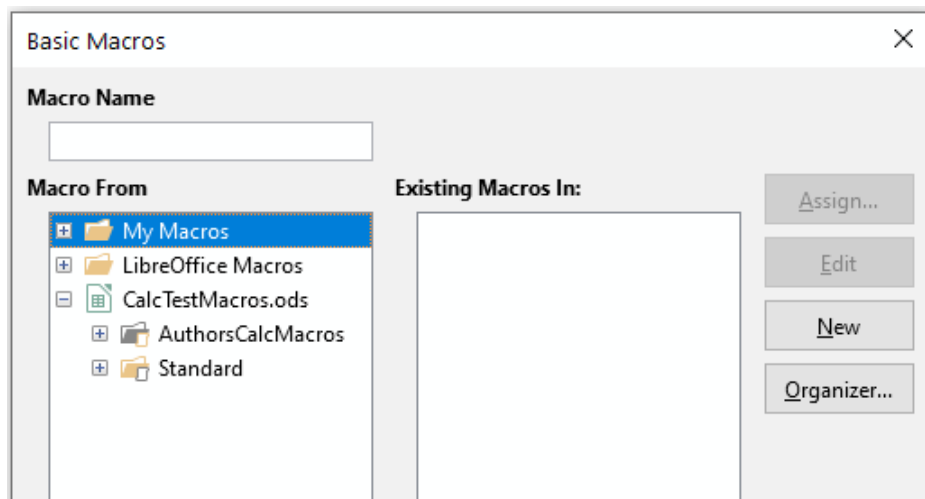 Basic Macros
Macro Name
Macro From
My Macros
LibreOffice Macros
CalcTestMacros.ods
AuthorsCalcMacros
Standard
Existing Macros In:
Assign...
Edit
New
Organizer...